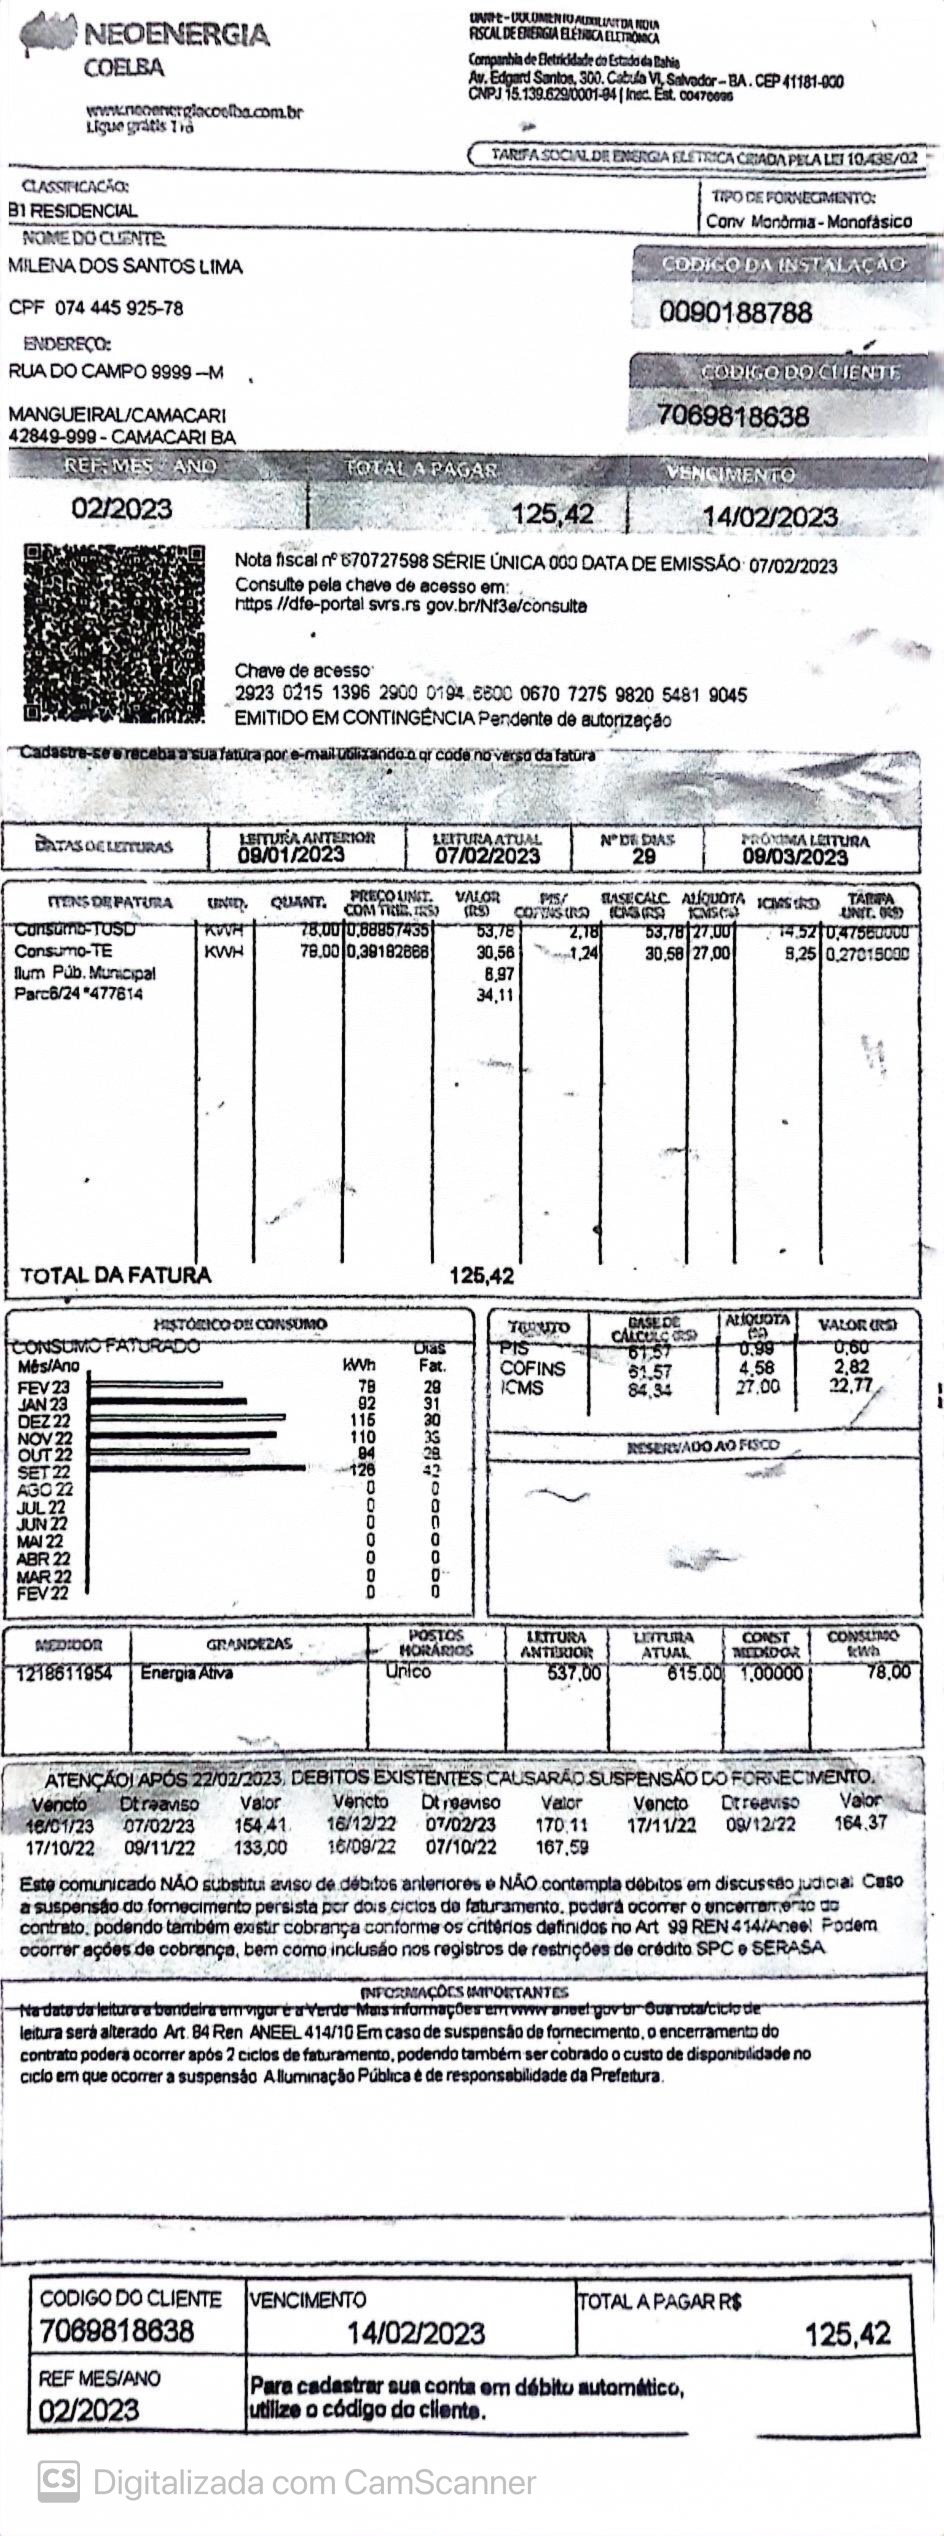 NEOENERGIA
COELBA
www.neoenergiacoelba.com.br
Ligue grátis 116
DANFE - DOCUMENTO AUXILIAR DA NOTA
FISCAL DE ENERGIA ELÉTRICA ELETRÔNICA
Companhia de Eletricidade do Estado da Bahia
Av. Edgard Santos, 300. Cabula VI, Salvador - BA . CEP 41181-900
CNPJ 15.139.629/0001-94 | Insc. Est. 00470696
TARIFA SOCIAL DE ENERGIA ELÉTRICA CRIADA PELA LEI 10.438/02
CLASSIFICAÇÃO:
B1 RESIDENCIAL
TIPO DE FORNECIMENTO:
Conv Monômia - Monofásico
NOME DO CLIENTE:
MILENA DOS SANTOS LIMA
CPF 074 445 925-78
CODIGO DA INSTALAÇÃO
0090188788
ENDEREÇO:
RUA DO CAMPO 9999 --M
MANGUEIRAL/CAMACARI
42849-999 - CAMACARI BA
CODIGO DO CLIENTE
7069818638
REF: MES / ANO TOTAL A PAGAR VENCIMENTO
02/2023 125,42 14/02/2023
Nota fiscal nº 670727598 SÉRIE ÚNICA 000 DATA DE EMISSÃO: 07/02/2023
Consulte pela chave de acesso em:
https //dfe-portal svrs.rs gov.br/Nf3e/consulta
Chave de acesso:
2923 0215 1396 2900 0194 6600 0670 7275 9820 5481 9045
EMITIDO EM CONTINGÊNCIA Pendente de autorização
Cadastre-se e receba a sua fatura por e-mail utilizando o qr code no verso da fatura
DATAS DE LEITURAS LEITURA ANTERIOR LEITURA ATUAL Nº DE DIAS PRÓXIMA LEITURA
09/01/2023 07/02/2023 29 09/03/2023
ITENS DE FATURA UNID. QUANT. PREÇO UNIT. COM TRIB. (R$) VALOR (R$) PIS/ COFINS (R$) BASE CALC. ICMS (R$) ALÍQUOTA ICMS (%) ICMS (R$) TARIFA UNIT. (R$)
Consumo-TUSD KWH 78,00 0,68957435 53,78 2,18 53,78 27,00 14,52 0,47560000
Consumo-TE KWH 78,00 0,39182668 30,56 1,24 30,56 27,00 8,25 0,27015000
Ilum Púb. Municipal 6,97
Parc6/24 *477614 34,11
TOTAL DA FATURA 125,42
HISTÓRICO DE CONSUMO
CONSUMO FATURADO Dias
Mês/Ano kWh Fat.
FEV 23 78 29
JAN 23 92 31
DEZ 22 115 30
NOV 22 110 33
OUT 22 94 28
SET 22 126 42
AGO 22 0 0
JUL 22 0 0
JUN 22 0 0
MAI 22 0 0
ABR 22 0 0
MAR 22 0 0
FEV 22 0 0
TRIBUTO BASE DE CÁLCULO (R$) ALÍQUOTA (%) VALOR (R$)
PIS 61,57 0,99 0,60
COFINS 61,57 4,58 2,82
ICMS 84,34 27,00 22,77
RESERVADO AO FISCO
MEDIDOR GRANDEZAS POSTOS HORÁRIOS LEITURA ANTERIOR LEITURA ATUAL CONST MEDIDOR CONSUMO kWh
1218611954 Energia Ativa Único 537,00 615.00 1,00000 78,00
ATENÇÃO! APÓS 22/02/2023, DEBITOS EXISTENTES CAUSARÃO SUSPENSÃO DO FORNECIMENTO.
Vencto Dt reaviso Valor Vencto Dt reaviso Valor Vencto Dt reaviso Valor
16/01/23 07/02/23 154.41 16/12/22 07/02/23 170,11 17/11/22 09/12/22 164,37
17/10/22 09/11/22 133,00 16/09/22 07/10/22 167,59
Este comunicado NÃO substitui aviso de débitos anteriores e NÃO contempla débitos em discussão judicial Caso
a suspensão do fornecimento persista por dois ciclos de faturamento, poderá ocorrer o encerramento do
contrato, podendo também existir cobrança conforme os critérios definidos no Art 99 REN 414/Aneel Podem
ocorrer ações de cobrança, bem como inclusão nos registros de restrições de crédito SPC e SERASA
INFORMAÇÕES IMPORTANTES
Na data da leitura a bandeira em vigor é a Verde Mais informações em www aneel gov br Sua rota/ciclo de
leitura será alterado Art. 84 Ren ANEEL 414/10 Em caso de suspensão de fornecimento, o encerramento do
contrato poderá ocorrer após 2 ciclos de faturamento, podendo também ser cobrado o custo de disponibilidade no
ciclo em que ocorrer a suspensão A Iluminação Pública é de responsabilidade da Prefeitura.
CODIGO DO CLIENTE VENCIMENTO TOTAL A PAGAR R$
7069818638 14/02/2023 125,42
REF MES/ANO
02/2023
Para cadastrar sua conta em débito automático,
utilize o código do cliente.
CS Digitalizada com CamScanner